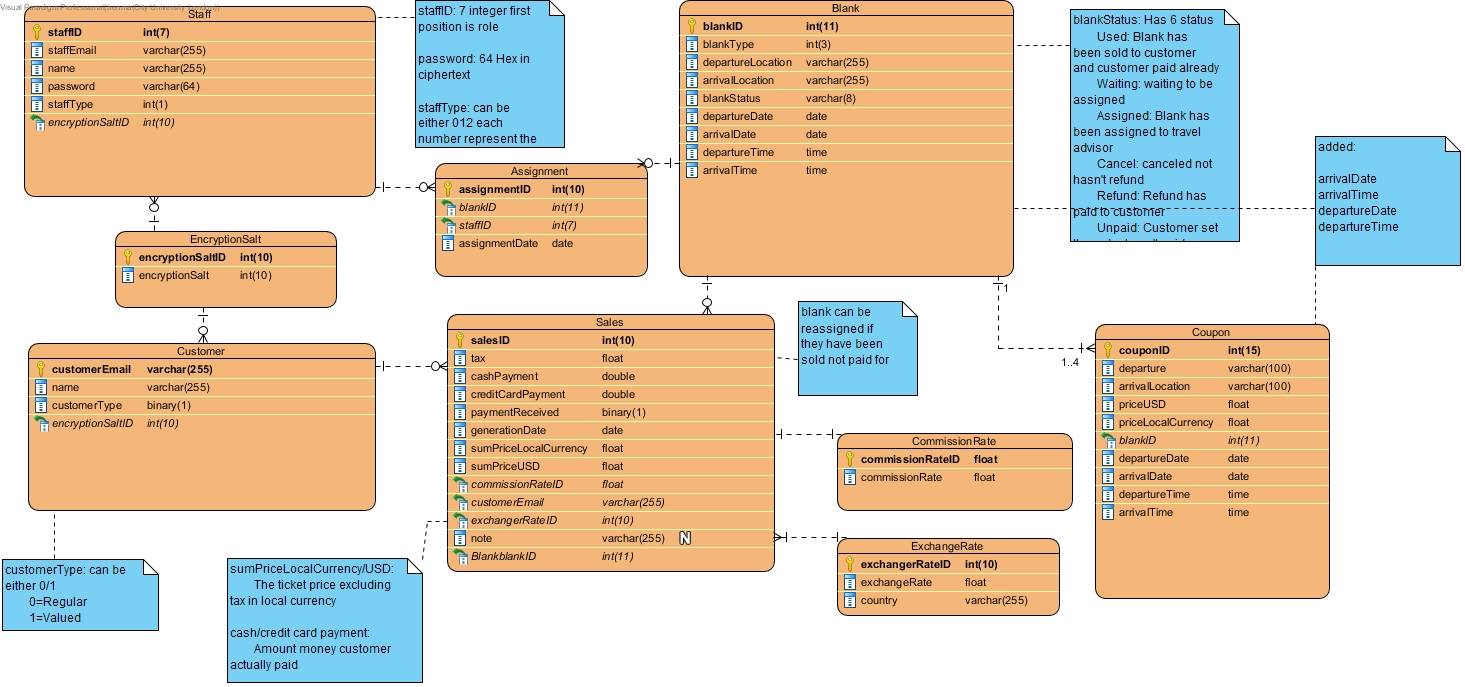 Visual Paradigm Professional
Staff
staffID int(7)
staffEmail varchar(255)
name varchar(255)
password varchar(64)
staffType int(1)
encryptionSaltID int(10)
staffID: 7 integer first
position is role
password: 64 Hex in
ciphertext
staffType: can be
either 012 each
number represent the
Blank
blankID int(11)
blankType int(3)
departureLocation varchar(255)
arrivalLocation varchar(255)
blankStatus varchar(8)
departureDate date
arrivalDate date
departureTime time
arrivalTime time
blankStatus: Has 6 status
Used: Blank has
been sold to customer
and customer paid already
Waiting: waiting to be
assigned
Assigned: Blank has
been assigned to travel
advisor
Cancel: canceled not
hasn't refund
Refund: Refund has
paid to customer
Unpaid: Customer set
added:
arrivalDate
arrivalTime
departureDate
departureTime
Assignment
assignmentID int(10)
blankID int(11)
staffID int(7)
assignmentDate date
EncryptionSalt
encryptionSaltID int(10)
encryptionSalt int(10)
Customer
customerEmail varchar(255)
name varchar(255)
customerType binary(1)
encryptionSaltID int(10)
Sales
salesID int(10)
tax float
cashPayment double
creditCardPayment double
paymentReceived binary(1)
generationDate date
sumPriceLocalCurrency float
sumPriceUSD float
commissionRateID float
customerEmail varchar(255)
exchangerRateID int(10)
note varchar(255) N
BlankblankID int(11)
blank can be
reassigned if
they have been
sold not paid for
1
1..4
Coupon
couponID int(15)
departure varchar(100)
arrivalLocation varchar(100)
priceUSD float
priceLocalCurrency float
blankID int(11)
departureDate date
arrivalDate date
departureTime time
arrivalTime time
CommissionRate
commissionRateID float
commissionRate float
ExchangeRate
exchangerRateID int(10)
exchangeRate float
country varchar(255)
customerType: can be
either 0/1
0=Regular
1=Valued
sumPriceLocalCurrency/USD:
The ticket price excluding
tax in local currency
cash/credit card payment:
Amount money customer
actually paid